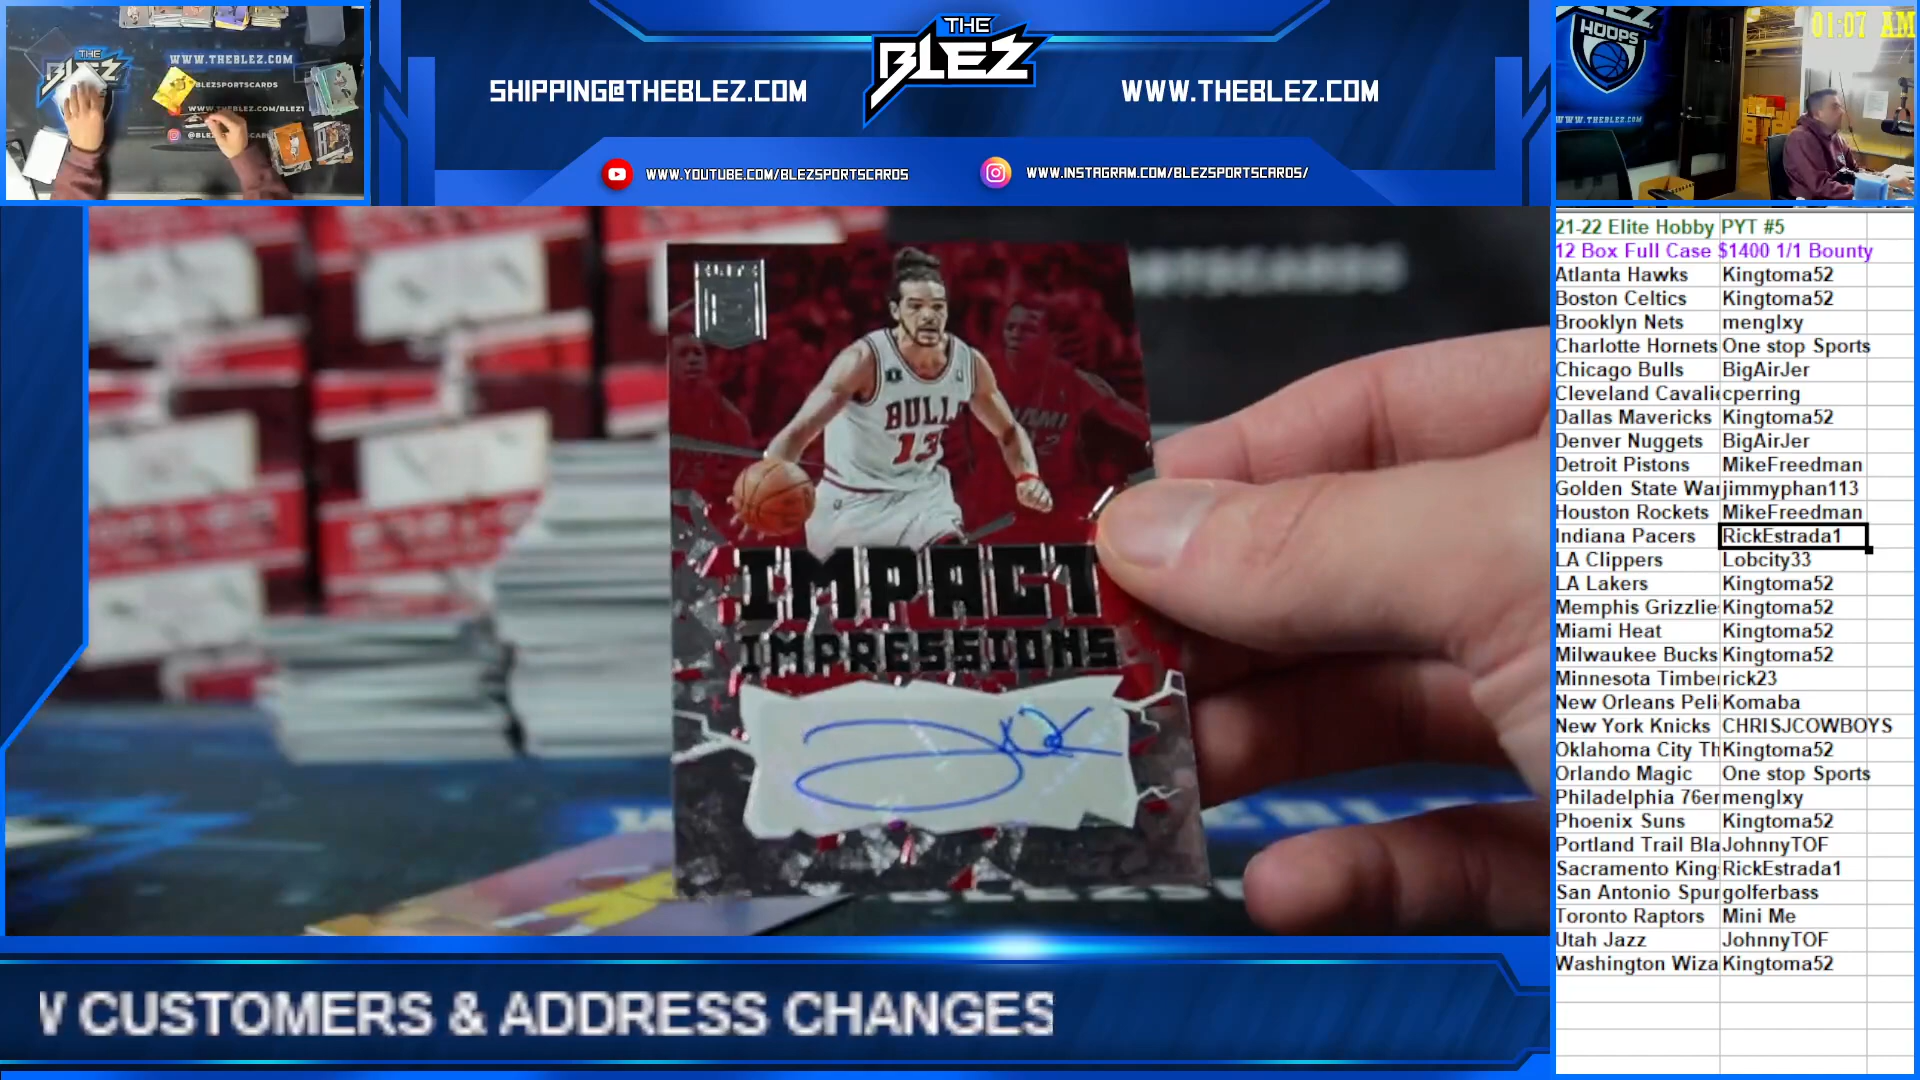 WWW.THEBLEZ.COM
BLEZSPORTSCARDS
WWW.THEBLEZ.COM/BLEZ1
SHIPPING@THEBLEZ.COM
THE
BLEZ
WWW.THEBLEZ.COM
WWW.YOUTUBE.COM/BLEZSPORTSCARDS
WWW.INSTAGRAM.COM/BLEZSPORTSCARDS/
HOOPS
WWW.THEBLEZ.COM
01:07 AM
BULLS
13
IMPACT
IMPRESSIONS
W CUSTOMERS & ADDRESS CHANGES
21-22 Elite Hobby PYT #5
12 Box Full Case $1400 1/1 Bounty
Atlanta Hawks Kingtoma52
Boston Celtics Kingtoma52
Brooklyn Nets menglxy
Charlotte Hornets One stop Sports
Chicago Bulls BigAirJer
Cleveland Cavali cperring
Dallas Mavericks Kingtoma52
Denver Nuggets BigAirJer
Detroit Pistons MikeFreedman
Golden State Wa jimmyphan113
Houston Rockets MikeFreedman
Indiana Pacers RickEstrada1
LA Clippers Lobcity33
LA Lakers Kingtoma52
Memphis Grizzlie Kingtoma52
Miami Heat Kingtoma52
Milwaukee Bucks Kingtoma52
Minnesota Timbe rick23
New Orleans Peli Komaba
New York Knicks CHRISJCOWBOYS
Oklahoma City Th Kingtoma52
Orlando Magic One stop Sports
Philadelphia 76er menglxy
Phoenix Suns Kingtoma52
Portland Trail Bla JohnnyTOF
Sacramento King RickEstrada1
San Antonio Spur golferbass
Toronto Raptors Mini Me
Utah Jazz JohnnyTOF
Washington Wiza Kingtoma52